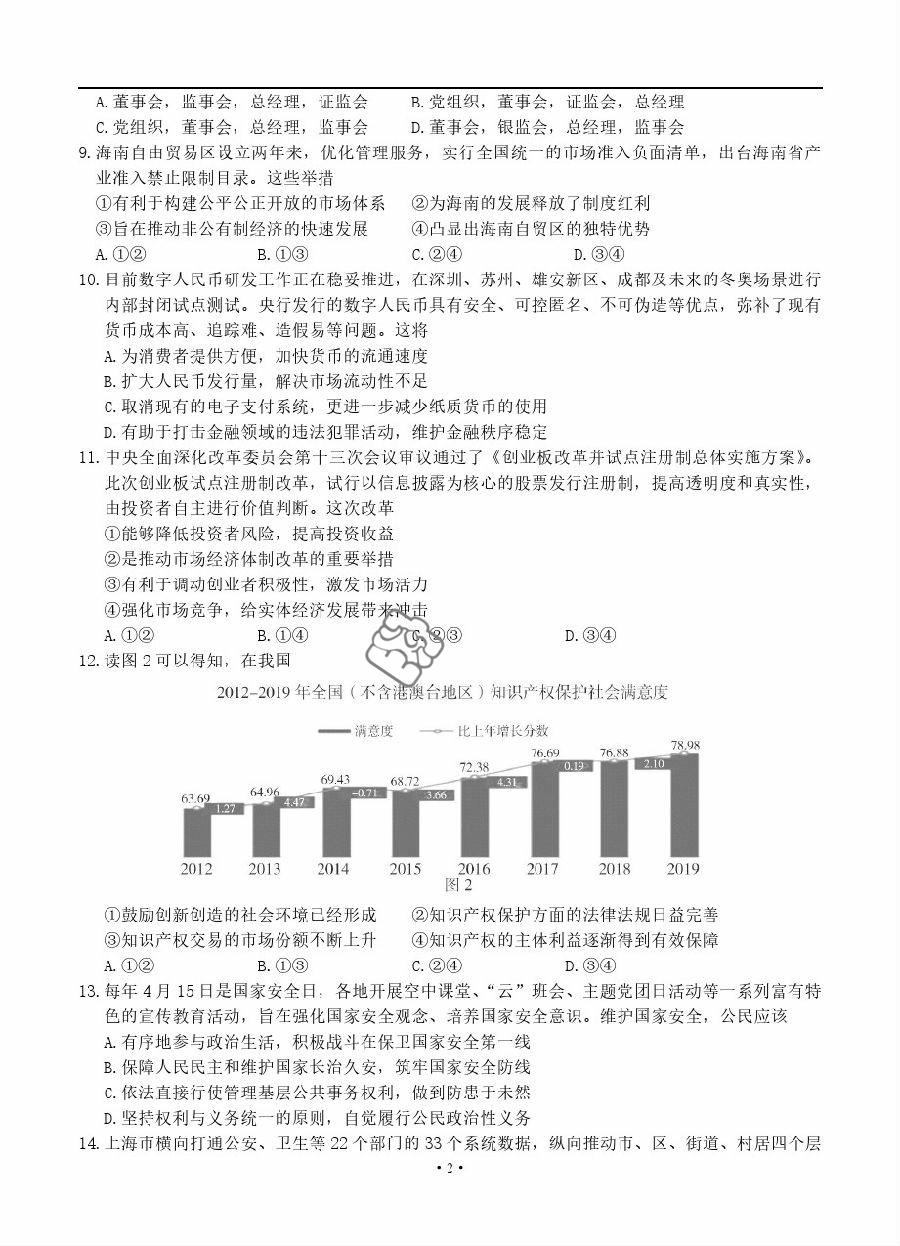 A. 董事会，监事会，总经理，证监会 B. 党组织，董事会，证监会，总经理
C. 党组织，董事会，总经理，监事会 D. 董事会，银监会，总经理，监事会
9. 海南自由贸易区设立两年来，优化管理服务，实行全国统一的市场准入负面清单，出台海南省产
业准入禁止限制目录。这些举措
①有利于构建公平公正开放的市场体系 ②为海南的发展释放了制度红利
③旨在推动非公有制经济的快速发展 ④凸显出海南自贸区的独特优势
A. ①② B. ①③ C. ②④ D. ③④
10. 目前数字人民币研发工作正在稳妥推进，在深圳、苏州、雄安新区、成都及未来的冬奥场景进行
内部封闭试点测试。央行发行的数字人民币具有安全、可控匿名、不可伪造等优点，弥补了现有
货币成本高、追踪难、造假易等问题。这将
A. 为消费者提供方便，加快货币的流通速度
B. 扩大人民币发行量，解决市场流动性不足
C. 取消现有的电子支付系统，更进一步减少纸质货币的使用
D. 有助于打击金融领域的违法犯罪活动，维护金融秩序稳定
11. 中央全面深化改革委员会第十三次会议审议通过了《创业板改革并试点注册制总体实施方案》。
此次创业板试点注册制改革，试行以信息披露为核心的股票发行注册制，提高透明度和真实性，
由投资者自主进行价值判断。这次改革
①能够降低投资者风险，提高投资收益
②是推动市场经济体制改革的重要举措
③有利于调动创业者积极性，激发市场活力
④强化市场竞争，给实体经济发展带来冲击
A. ①② B. ①④ C. ②③ D. ③④
12. 读图 2 可以得知，在我国
2012-2019 年全国（不含港澳台地区）知识产权保护社会满意度
满意度 比上年增长分数
63.69 1.27 64.96 4.47 69.43 -0.71 68.72 3.66 72.38 4.31 76.69 0.19 76.88 2.10 78.98
2012 2013 2014 2015 2016 2017 2018 2019
图 2
①鼓励创新创造的社会环境已经形成 ②知识产权保护方面的法律法规日益完善
③知识产权交易的市场份额不断上升 ④知识产权的主体利益逐渐得到有效保障
A. ①② B. ①③ C. ②④ D. ③④
13. 每年 4 月 15 日是国家安全日，各地开展空中课堂、“云”班会、主题党团日活动等一系列富有特
色的宣传教育活动，旨在强化国家安全观念、培养国家安全意识。维护国家安全，公民应该
A. 有序地参与政治生活，积极战斗在保卫国家安全第一线
B. 保障人民民主和维护国家长治久安，筑牢国家安全防线
C. 依法直接行使管理基层公共事务权利，做到防患于未然
D. 坚持权利与义务统一的原则，自觉履行公民政治性义务
14. 上海市横向打通公安、卫生等 22 个部门的 33 个系统数据，纵向推动市、区、街道、村居四个层
· 2 ·